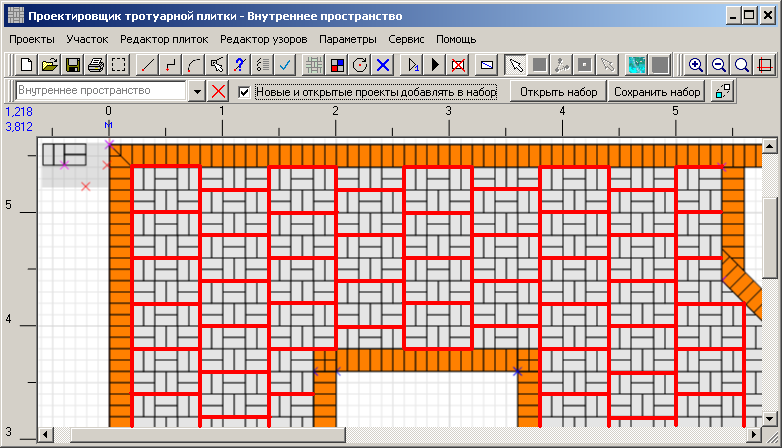 Проектировщик тротуарной плитки - Внутреннее пространство
Проекты Участок Редактор плиток Редактор узоров Параметры Сервис Помощь
Внутреннее пространство Новые и открытые проекты добавлять в набор Открыть набор Сохранить набор
1,218 0 1 2 3 4 5
3,812 м
5
4
3